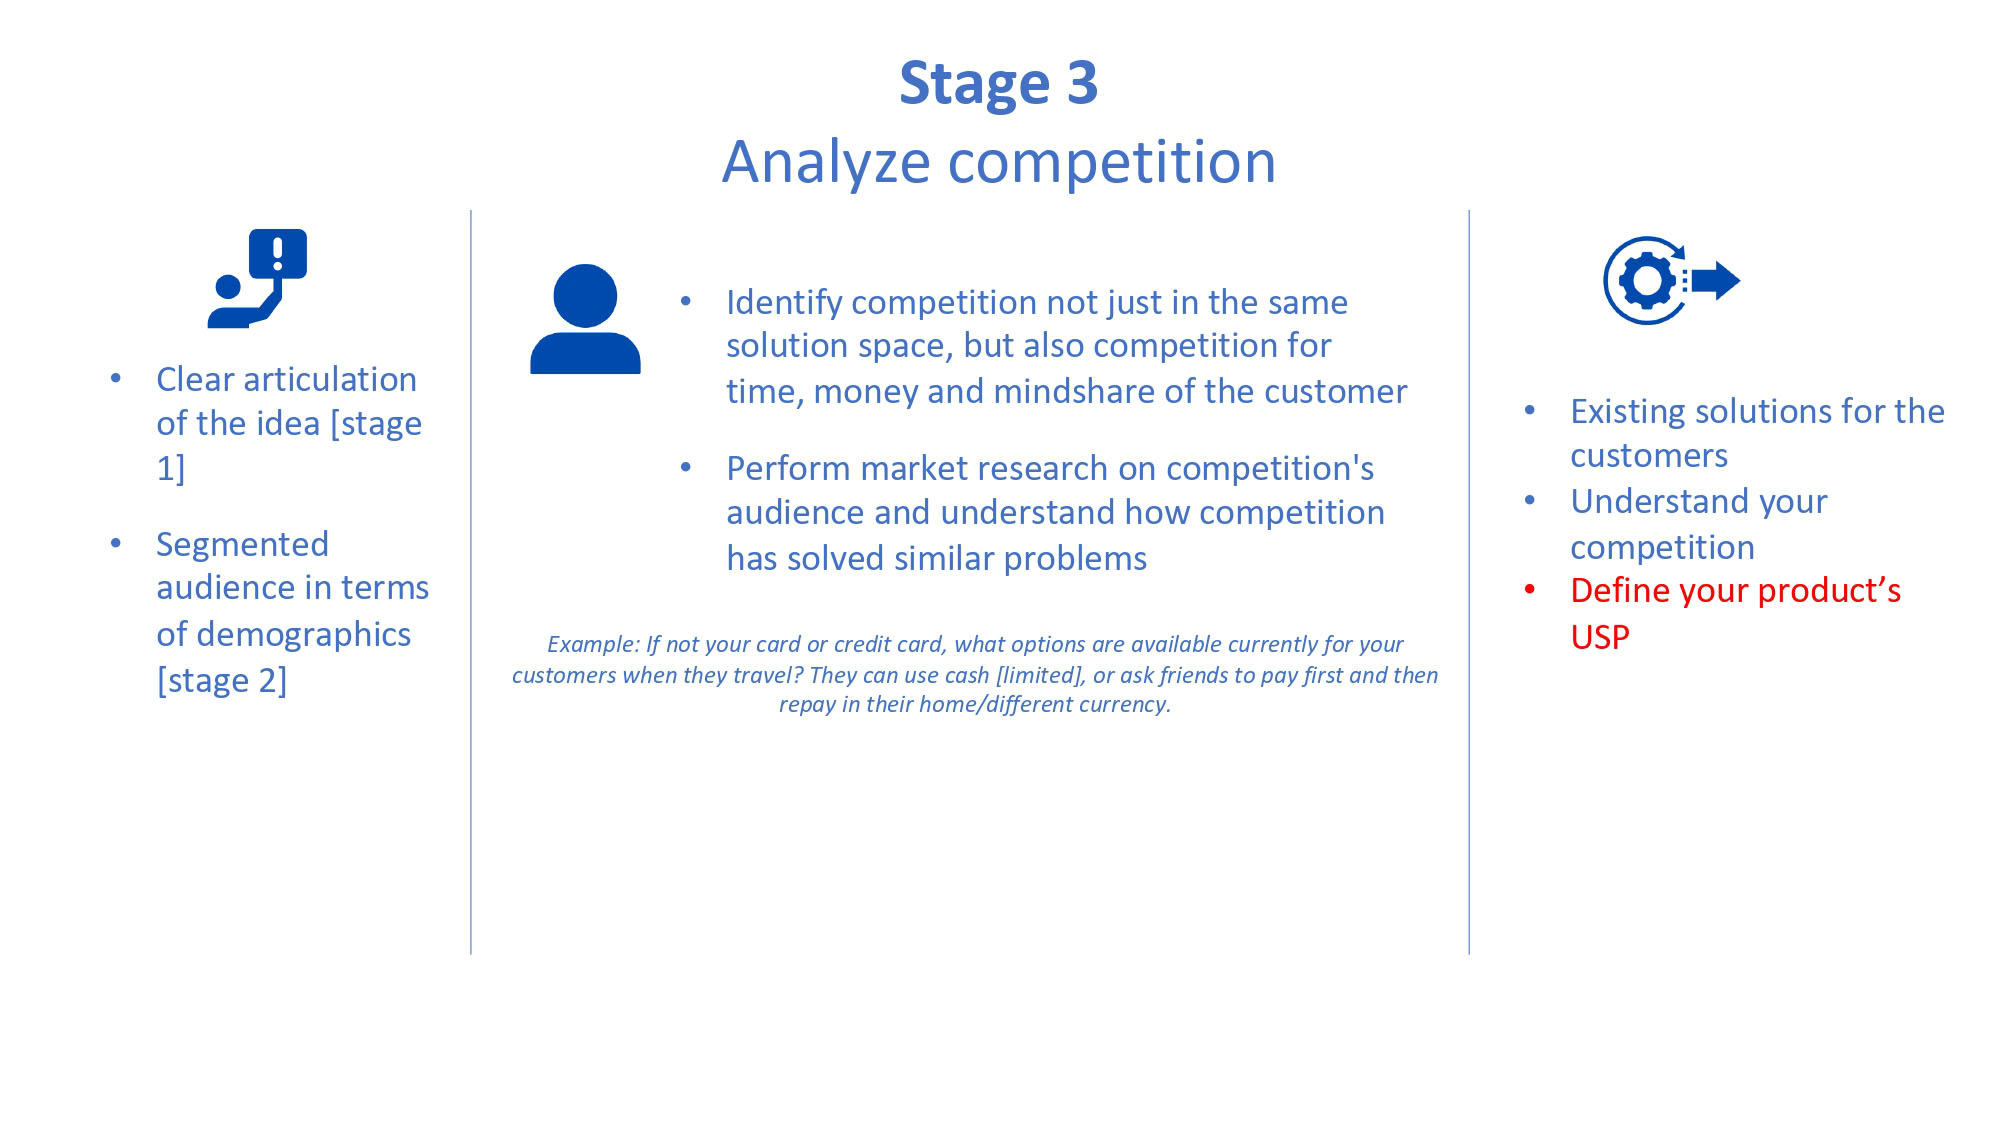 Stage 3
Analyze competition
• Clear articulation
of the idea [stage
1]
• Segmented
audience in terms
of demographics
[stage 2]
• Identify competition not just in the same
solution space, but also competition for
time, money and mindshare of the customer
• Perform market research on competition's
audience and understand how competition
has solved similar problems
Example: If not your card or credit card, what options are available currently for your
customers when they travel? They can use cash [limited], or ask friends to pay first and then
repay in their home/different currency.
• Existing solutions for the
customers
• Understand your
competition
• Define your product’s
USP